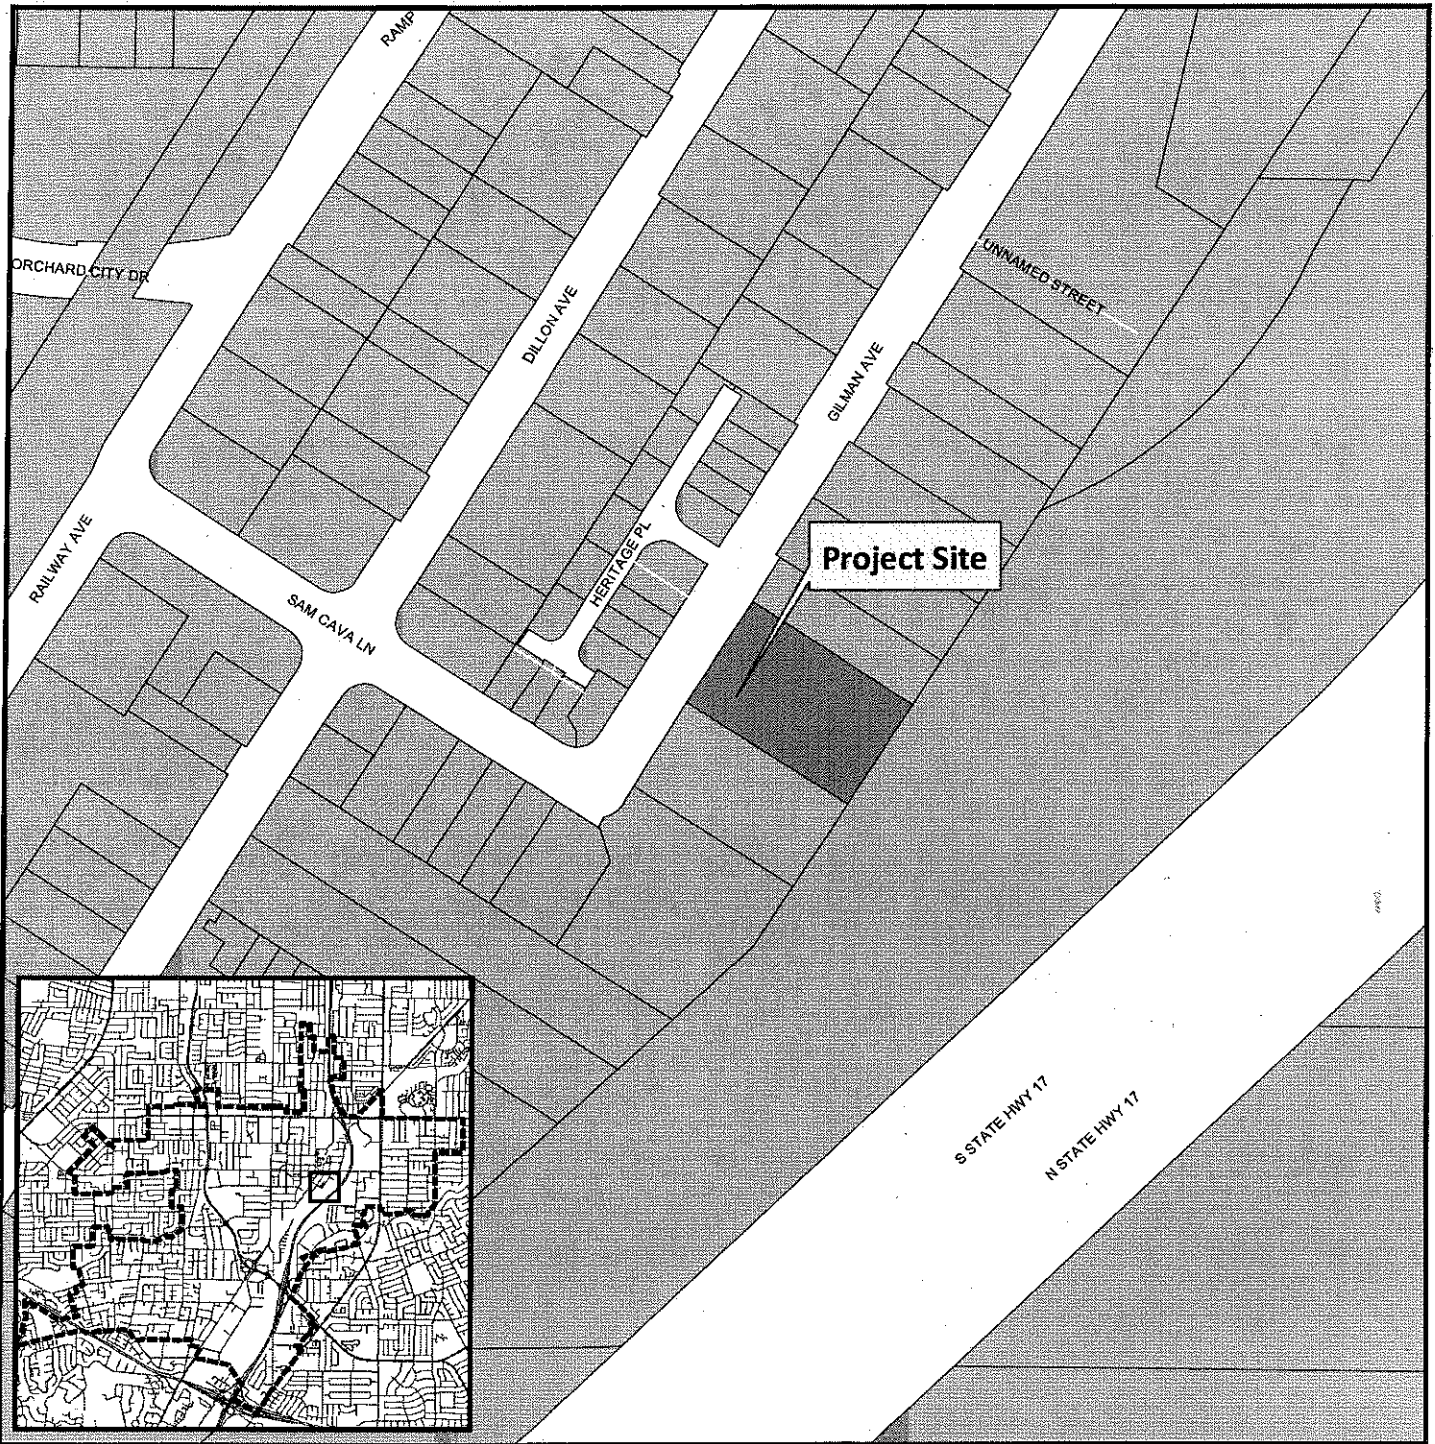 RAMP
ORCHARD CITY DR
UNNAMED STREET
DILLON AVE
GILMAN AVE
RAILWAY AVE
HERITAGE PL
Project Site
SAM CAVA LN
S STATE HWY 17
N STATE HWY 17